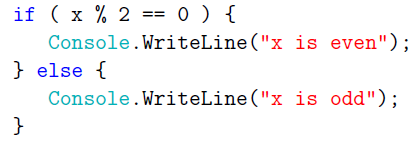 if ( x % 2 == 0 ) {
   Console.WriteLine("x is even");
} else {
   Console.WriteLine("x is odd");
}